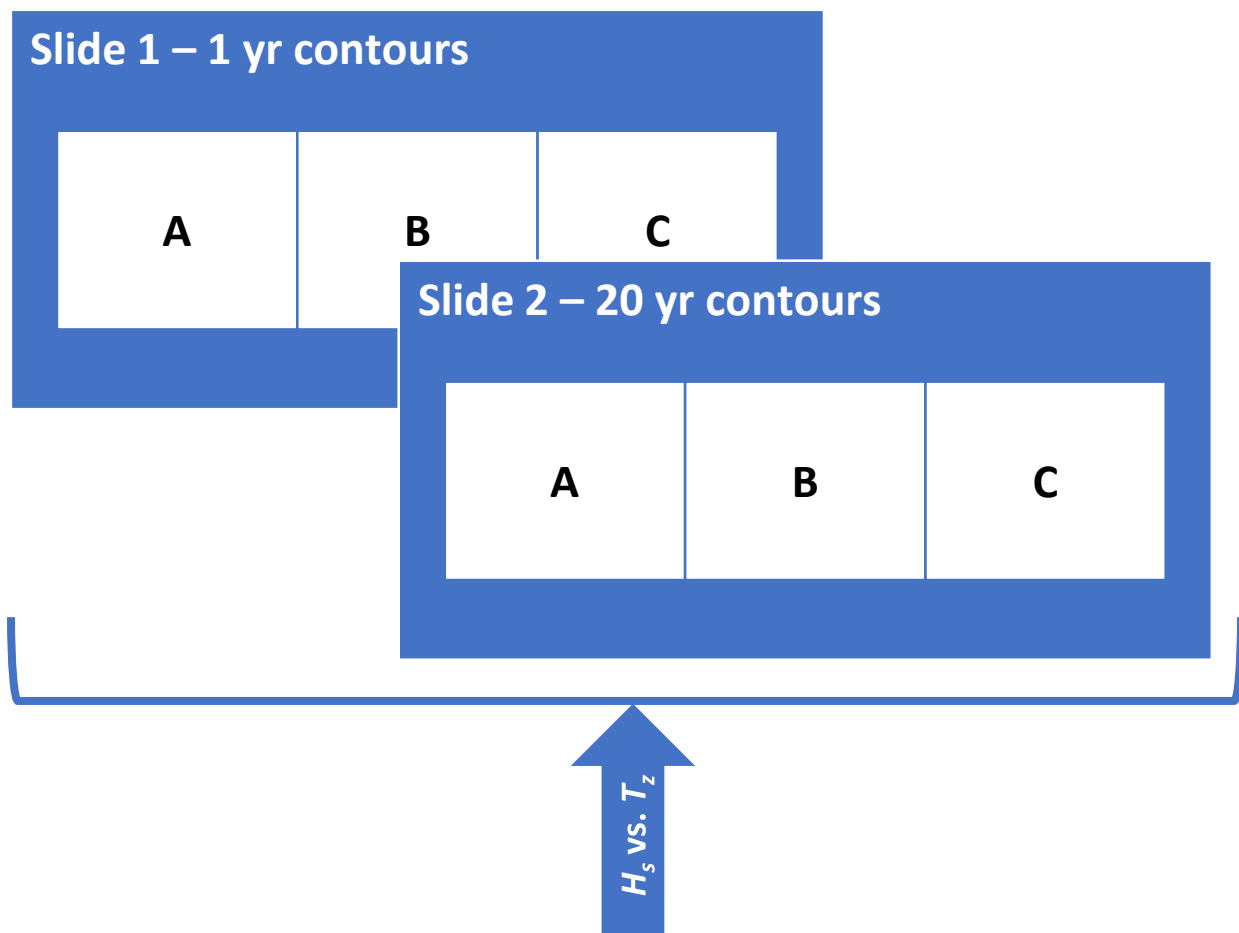 Slide 1 – 1 yr contours
A
B
C
Slide 2 – 20 yr contours
A
B
C
Hs vs. Tz